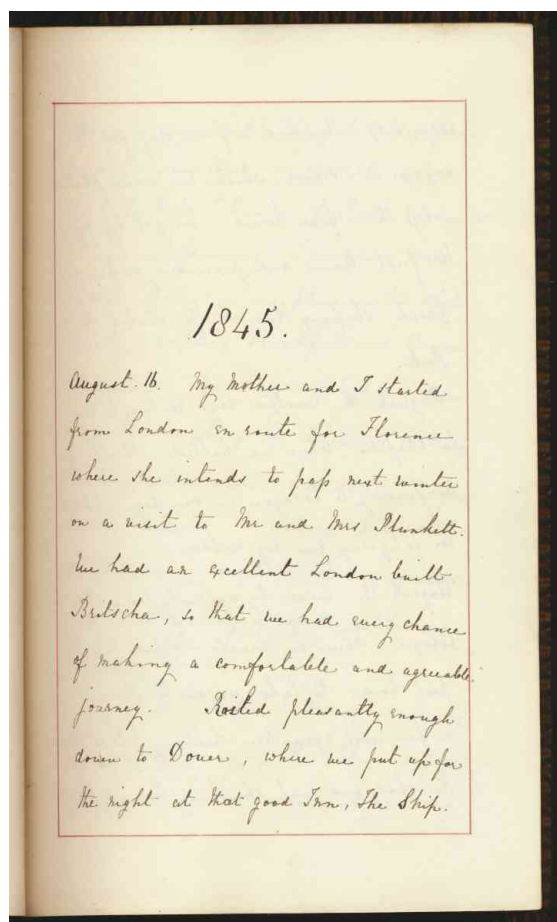 1845.
August. 16. My Mother and I started
from London en route for Florence
where she intends to pass next winter
on a visit to Mr and Mrs Plunkett.
We had an excellent London built
Britscha, so that we had every chance
of making a comfortable and agreeable
journey. Railed pleasantly enough
down to Dover, where we put up for
the night at that good Inn, The Ship.